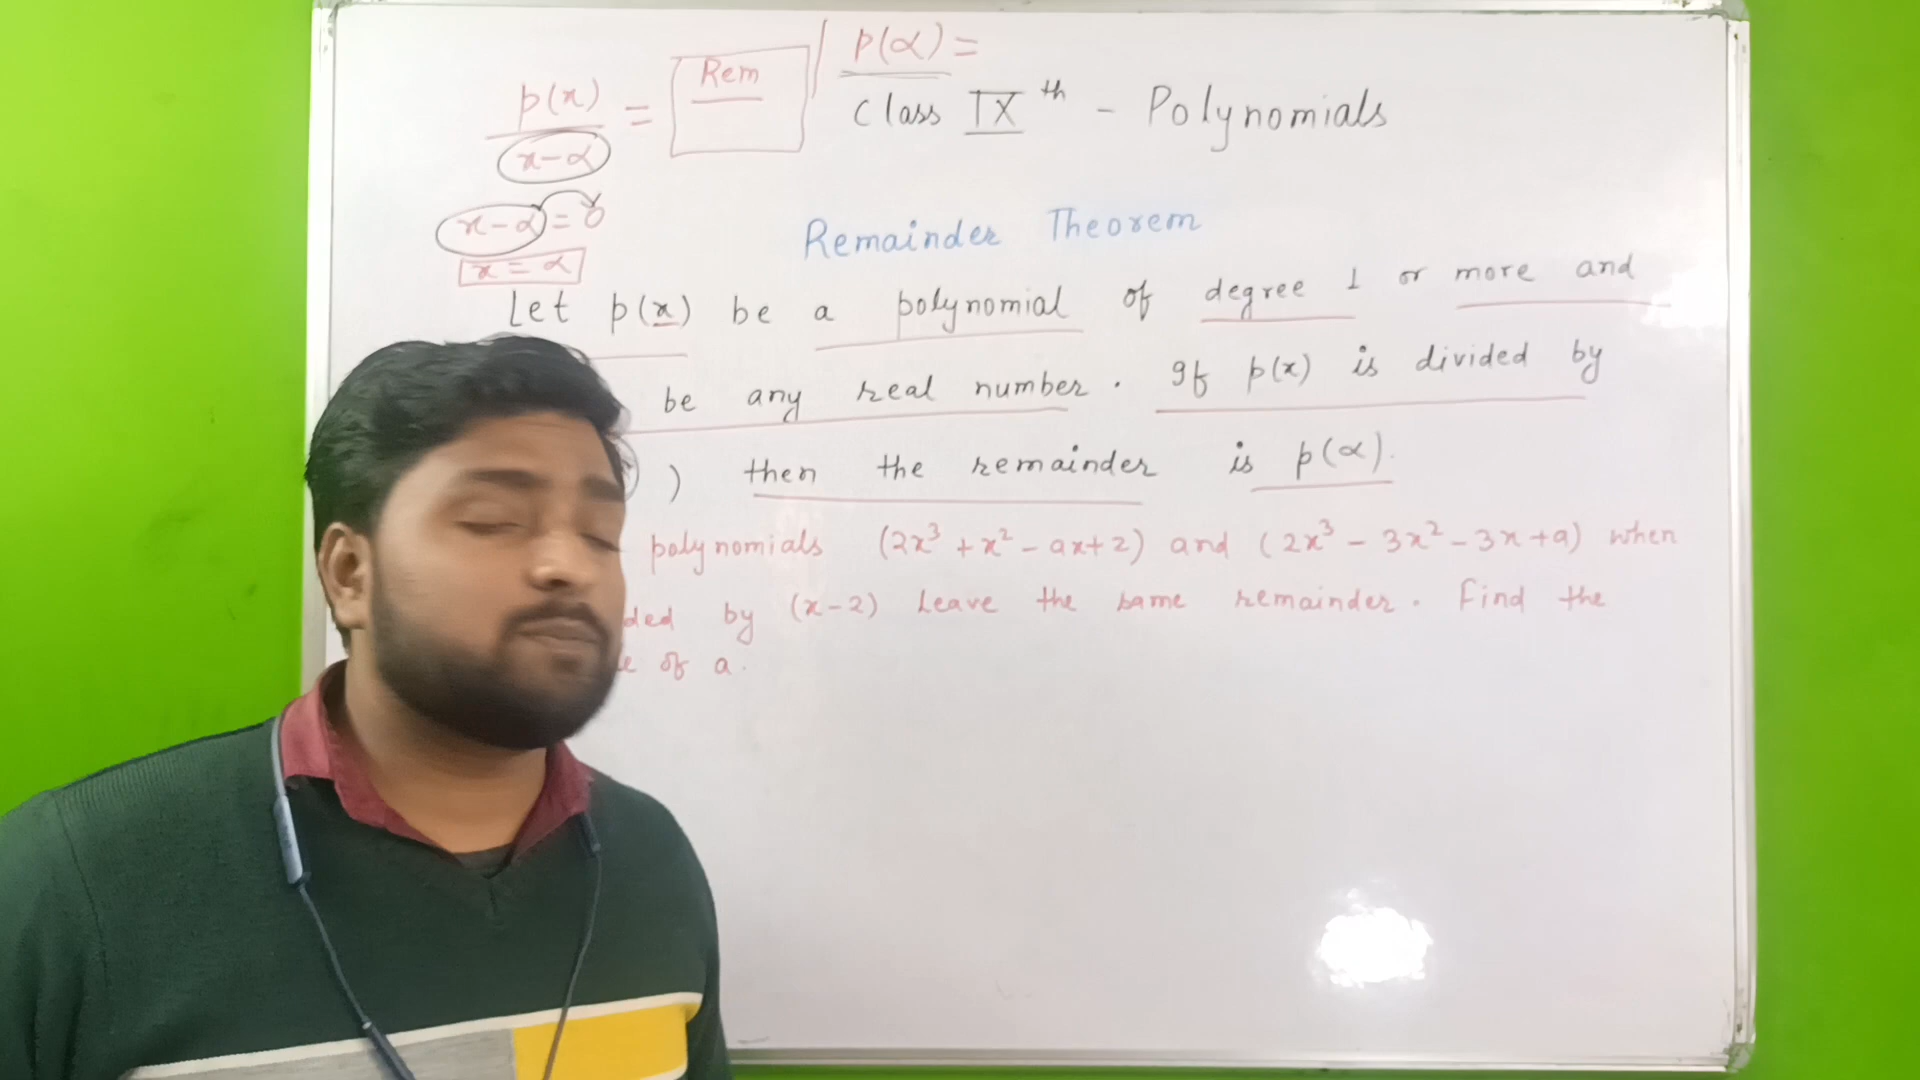 p(x)/x-α = Rem
p(α) =
Class IXth - Polynomials
x-α = 0
x = α
Remainder Theorem
Let p(x) be a polynomial of degree 1 or more and
be any real number. If p(x) is divided by
) then the remainder is p(α).
polynomials (2x³ + x² - ax + 2) and (2x³ - 3x² - 3x + a) when
ded by (x-2) leave the same remainder. Find the
e of a.